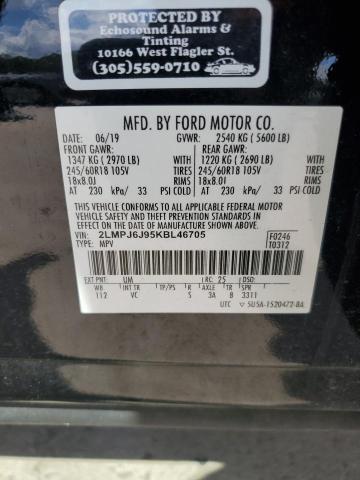 PROTECTED BY
Echosound Alarms &
Tinting
10166 West Flagler St.
(305)559-0710
MFD. BY FORD MOTOR CO.
DATE: 06/19 GVWR: 2540 KG ( 5600 LB)
FRONT GAWR: REAR GAWR:
1347 KG ( 2970 LB) WITH 1220 KG ( 2690 LB) WITH
245/60R18 105V TIRES 245/60R18 105V TIRES
18x8.0J RIMS 18x8.0J RIMS
AT 230 kPa/ 33 PSI COLD AT 230 kPa/ 33 PSI COLD
THIS VEHICLE CONFORMS TO ALL APPLICABLE FEDERAL MOTOR
VEHICLE SAFETY, BUMPER, AND THEFT PREVENTION STANDARDS IN
EFFECT ON THE DATE OF MANUFACTURE SHOWN ABOVE.
VIN: 2LMPJ6J95KBL46705 F0246
TYPE: MPV T0312
EXT PNT: UM RC: 25 DSO:
WB INT TR R AXLE TR SPR
112 VC S 3A 8 3311
UTC 5U5A-1520472-BA